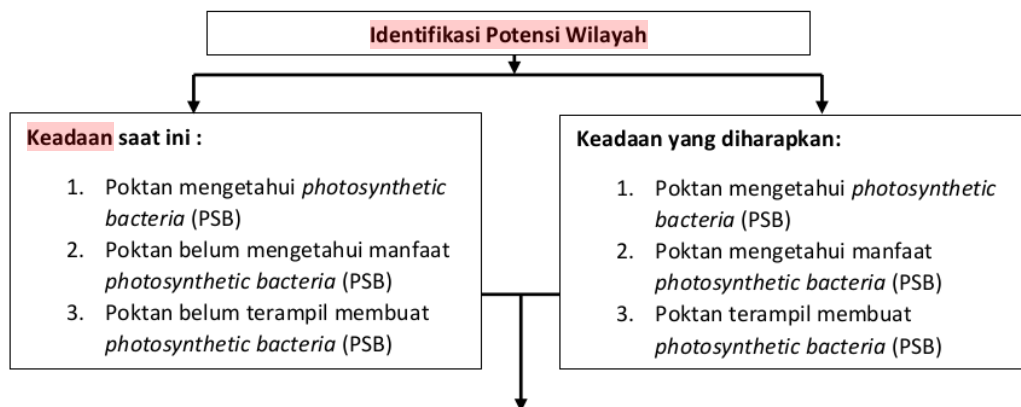 Identifikasi Potensi Wilayah
Keadaan saat ini :
1. Poktan mengetahui photosynthetic
bacteria (PSB)
2. Poktan belum mengetahui manfaat
photosynthetic bacteria (PSB)
3. Poktan belum terampil membuat
photosynthetic bacteria (PSB)
Keadaan yang diharapkan:
1. Poktan mengetahui photosynthetic
bacteria (PSB)
2. Poktan mengetahui manfaat
photosynthetic bacteria (PSB)
3. Poktan terampil membuat
photosynthetic bacteria (PSB)